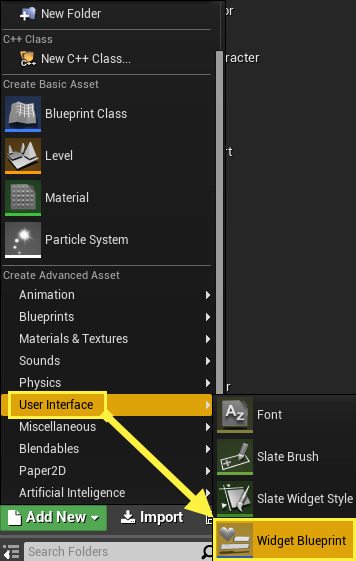 New Folder
C++ Class
New C++ Class...
Create Basic Asset
Blueprint Class
Level
Material
Particle System
Create Advanced Asset
Animation
Blueprints
Materials & Textures
Sounds
Physics
User Interface
Miscellaneous
Blendables
Paper2D
Artificial Inteligence
Add New
Import
Search Folders
racter
Font
Slate Brush
Slate Widget Style
Widget Blueprint